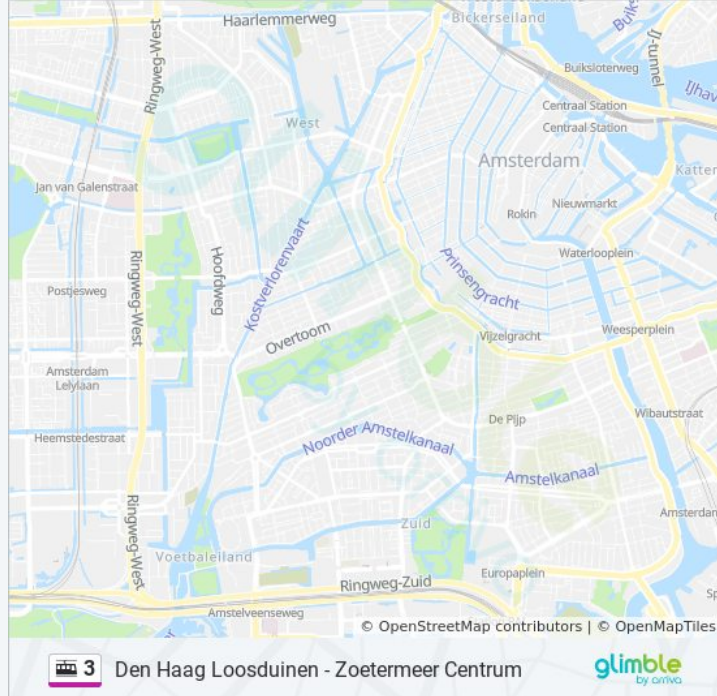 Haarlemmerweg
Bickerseiland
Buiks
IJ-tunnel
Ringweg-West
Buiksloterweg
IJhav
Centraal Station
West
Centraal Station
Amsterdam
Katten
Jan van Galenstraat
Nieuwmarkt
Rokin
Kostverlorenvaart
Hoofdweg
Waterlooplein
Prinsengracht
Ringweg-West
Postjesweg
Overtoom
Vijzelgracht
Weesperplein
Amsterdam
Lelylaan
Wibautstraat
De Pijp
Heemstedestraat
Noorder Amstelkanaal
Amstelkanaal
Ringweg-West
Amsterdam
Zuid
Voetbaleiland
Europaplein
Ringweg-Zuid
Sp
Amstelveenseweg
© OpenStreetMap contributors | © OpenMapTiles
3 Den Haag Loosduinen - Zoetermeer Centrum
glimble
by arriva